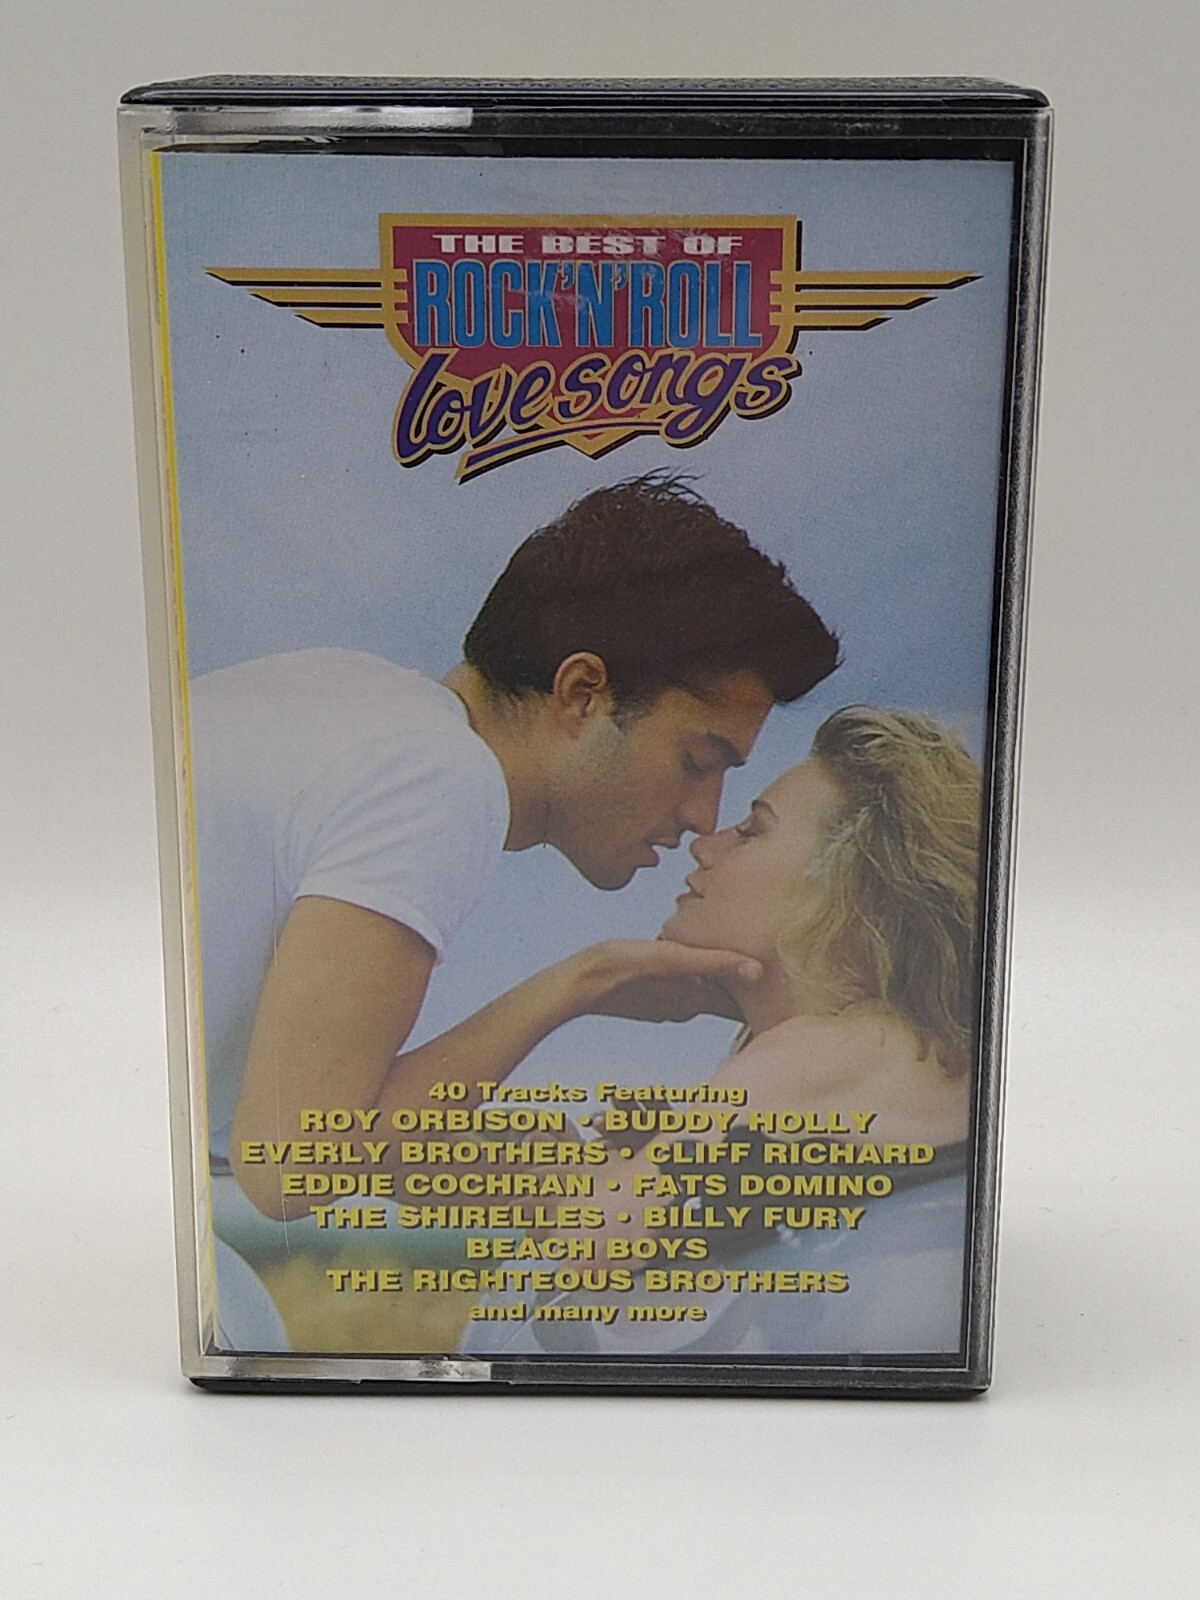 THE BEST OF
ROCK'N'ROLL
love songs
40 Tracks Featuring
ROY ORBISON • BUDDY HOLLY
EVERLY BROTHERS • CLIFF RICHARD
EDDIE COCHRAN • FATS DOMINO
THE SHIRELLES • BILLY FURY
BEACH BOYS
THE RIGHTEOUS BROTHERS
and many more